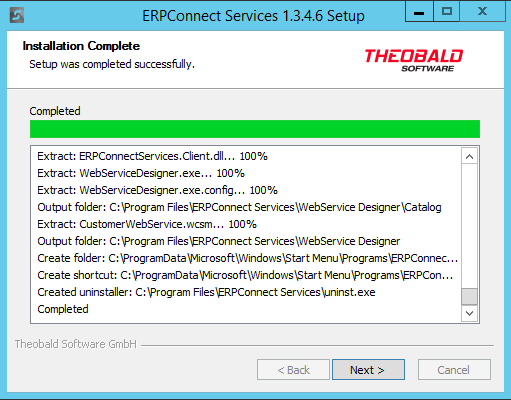 ERPConnect Services 1.3.4.6 Setup
Installation Complete
Setup was completed successfully.
THEOBALD
SOFTWARE
Completed
Extract: ERPConnectServices.Client.dll... 100%
Extract: WebServiceDesigner.exe... 100%
Extract: WebServiceDesigner.exe.config... 100%
Output folder: C:\Program Files\ERPConnect Services\WebService Designer\Catalog
Extract: CustomerWebService.wcsm... 100%
Output folder: C:\Program Files\ERPConnect Services\WebService Designer
Create folder: C:\ProgramData\Microsoft\Windows\Start Menu\Programs\ERPConnec...
Create shortcut: C:\ProgramData\Microsoft\Windows\Start Menu\Programs\ERPCon...
Created uninstaller: C:\Program Files\ERPConnect Services\uninst.exe
Completed
Theobald Software GmbH
< Back
Next >
Cancel